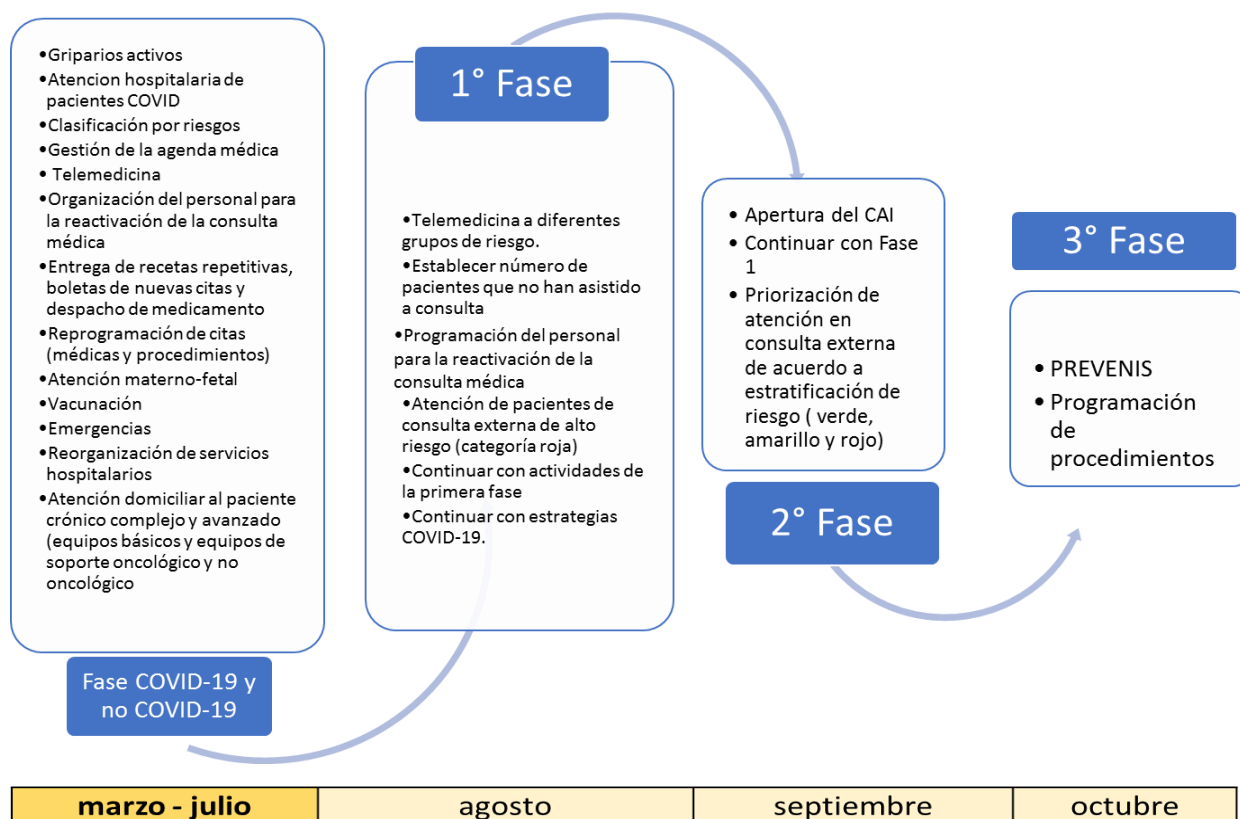 •Griparios activos
•Atencion hospitalaria de
pacientes COVID
•Clasificación por riesgos
•Gestión de la agenda médica
• Telemedicina
•Organización del personal para
la reactivación de la consulta
médica
•Entrega de recetas repetitivas,
boletas de nuevas citas y
despacho de medicamento
•Reprogramación de citas
(médicas y procedimientos)
•Atención materno-fetal
•Vacunación
•Emergencias
•Reorganización de servicios
hospitalarios
•Atención domiciliar al paciente
crónico complejo y avanzado
(equipos básicos y equipos de
soporte oncológico y no
oncológico
Fase COVID-19 y
no COVID-19
1° Fase
•Telemedicina a diferentes
grupos de riesgo.
•Establecer número de
pacientes que no han asistido
a consulta
•Programación del personal
para la reactivación de la
consulta médica
•Atención de pacientes de
consulta externa de alto
riesgo (categoría roja)
•Continuar con actividades de
la primera fase
•Continuar con estrategias
COVID-19.
• Apertura del CAI
• Continuar con Fase
1
• Priorización de
atención en
consulta externa
de acuerdo a
estratificación de
riesgo ( verde,
amarillo y rojo)
2° Fase
3° Fase
• PREVENIS
• Programación
de
procedimientos
marzo - julio
agosto
septiembre
octubre